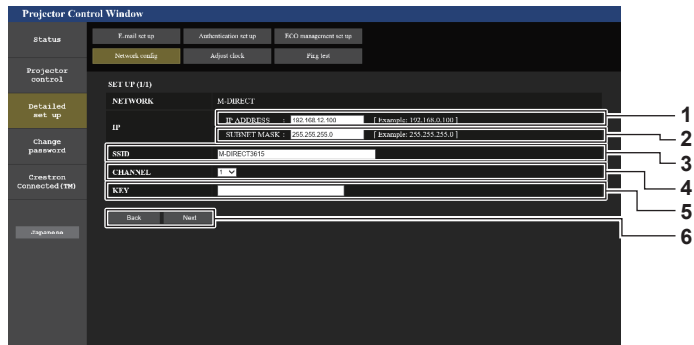 Projector Control Window
Status
Projector control
Detailed set up
Change password
Crestron Connected(TM)
Japanese
E-mail set up
Authentication set up
ECO management set up
Network config
Adjust clock
Ping test
SET UP (1/1)
NETWORK M-DIRECT
IP
IP ADDRESS : 192.168.12.100 [ Example: 192.168.0.100 ]
SUBNET MASK : 255.255.255.0 [ Example: 255.255.255.0 ]
SSID M-DIRECT3615
CHANNEL 1
KEY
Back Next
1
2
3
4
5
6